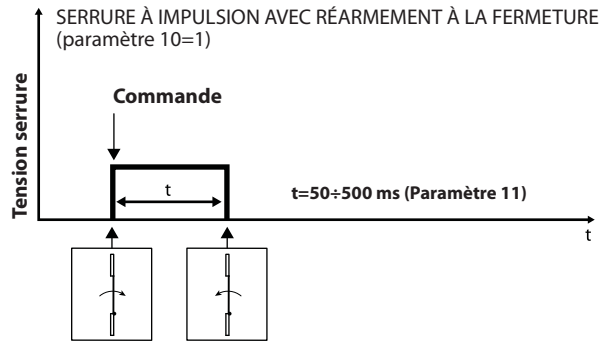 SERRURE À IMPULSION AVEC RÉARMEMENT À LA FERMETURE
(paramètre 10=1)
Tension serrure
Commande
t
t=50÷500 ms (Paramètre 11)
t